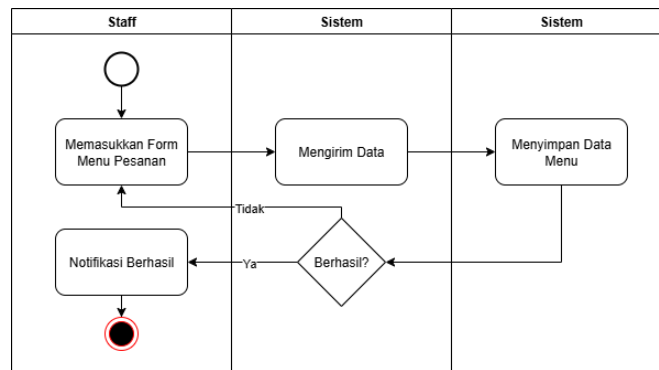 Staff
Sistem
Sistem
Memasukkan Form
Menu Pesanan
Mengirim Data
Menyimpan Data
Menu
Tidak
Notifikasi Berhasil
Ya
Berhasil?